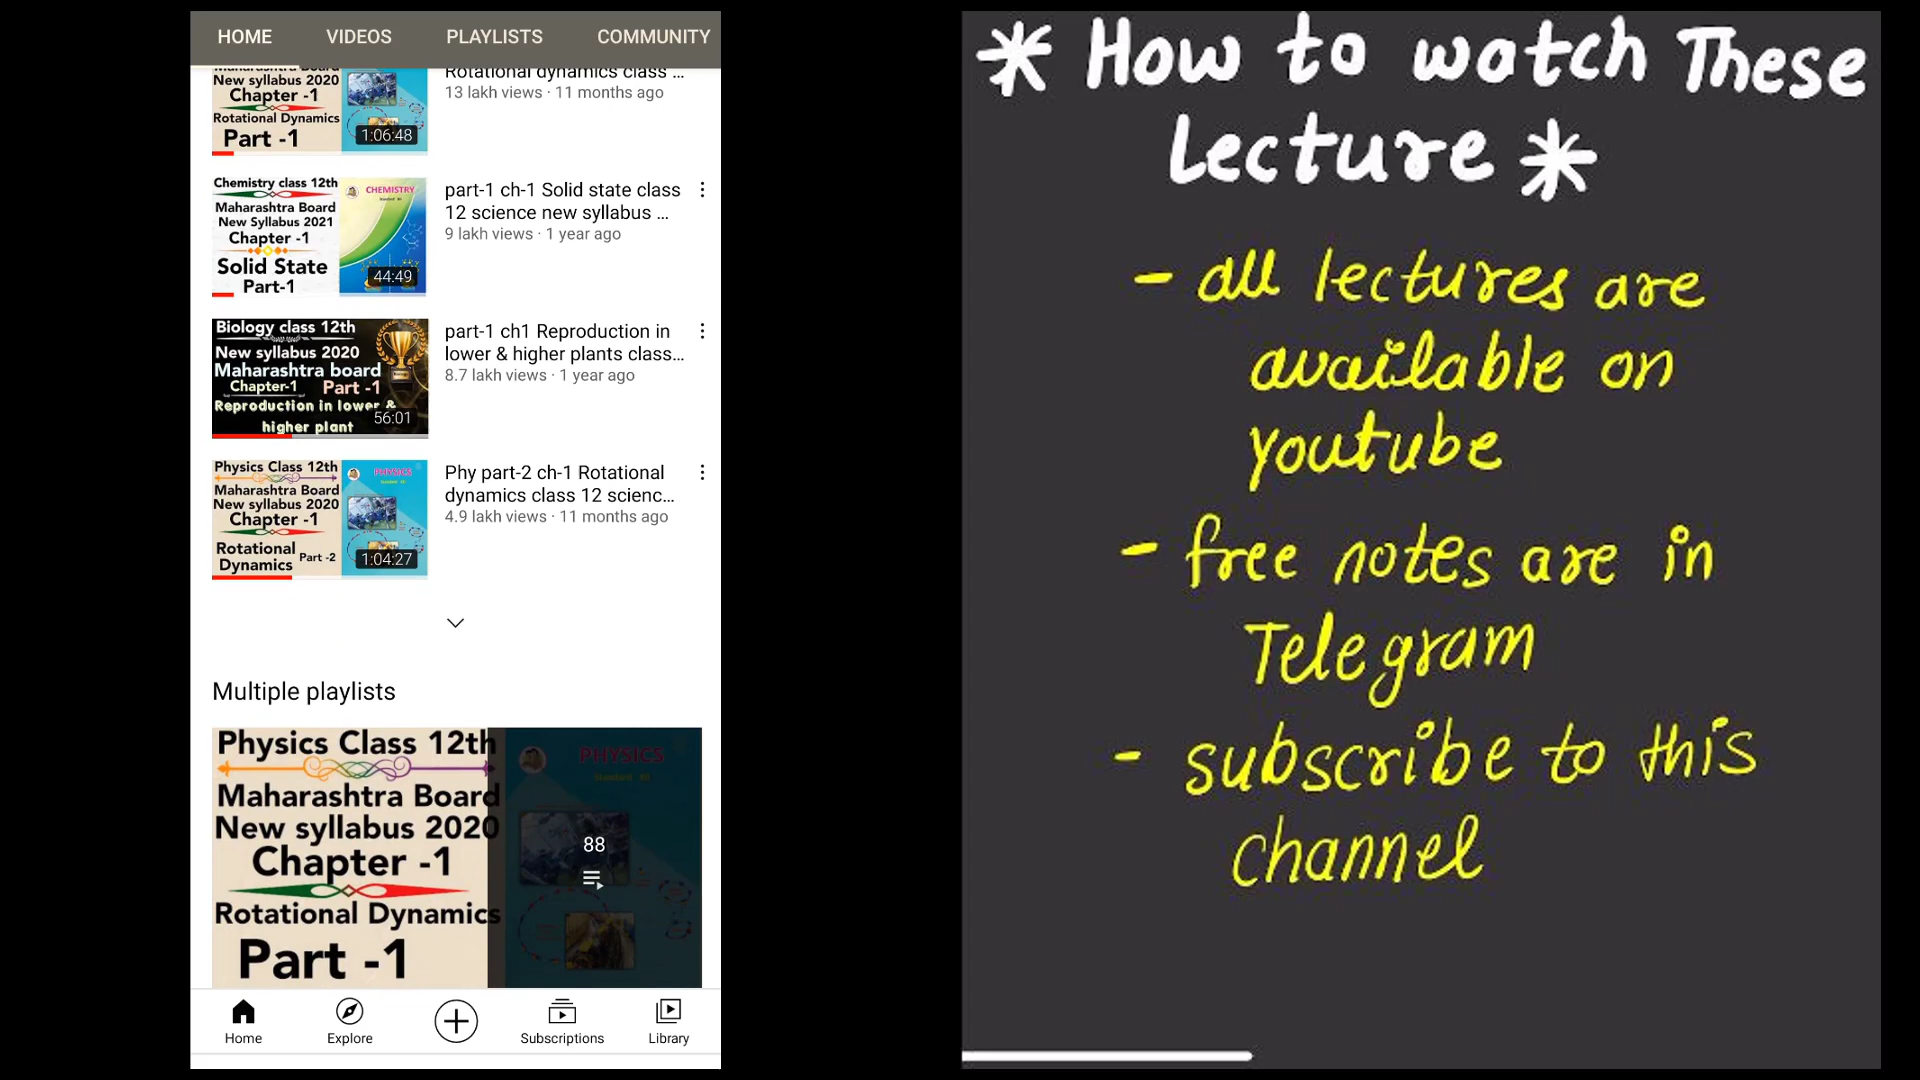 HOME VIDEOS PLAYLISTS COMMUNITY
Maharashtra Board
New syllabus 2020
Chapter -1
Rotational Dynamics
Part -1
1:06:48
Rotational dynamics class ...
13 lakh views · 11 months ago
Chemistry class 12th
Maharashtra Board
New Syllabus 2021
Chapter -1
Solid State
Part-1
CHEMISTRY
44:49
part-1 ch-1 Solid state class
12 science new syllabus ...
9 lakh views · 1 year ago
Biology class 12th
New syllabus 2020
Maharashtra board
Chapter-1 Part -1
Reproduction in lower &
higher plant
56:01
part-1 ch1 Reproduction in
lower & higher plants class...
8.7 lakh views · 1 year ago
Physics Class 12th
Maharashtra Board
New syllabus 2020
Chapter -1
Rotational
Dynamics
Part -2
PHYSICS
1:04:27
Phy part-2 ch-1 Rotational
dynamics class 12 scienc...
4.9 lakh views · 11 months ago
Multiple playlists
Physics Class 12th
Maharashtra Board
New syllabus 2020
Chapter -1
Rotational Dynamics
Part -1
PHYSICS
88
Home Explore Subscriptions Library
* How to watch These
Lecture *
- all lectures are
available on
youtube
- free notes are in
Telegram
- subscribe to this
channel